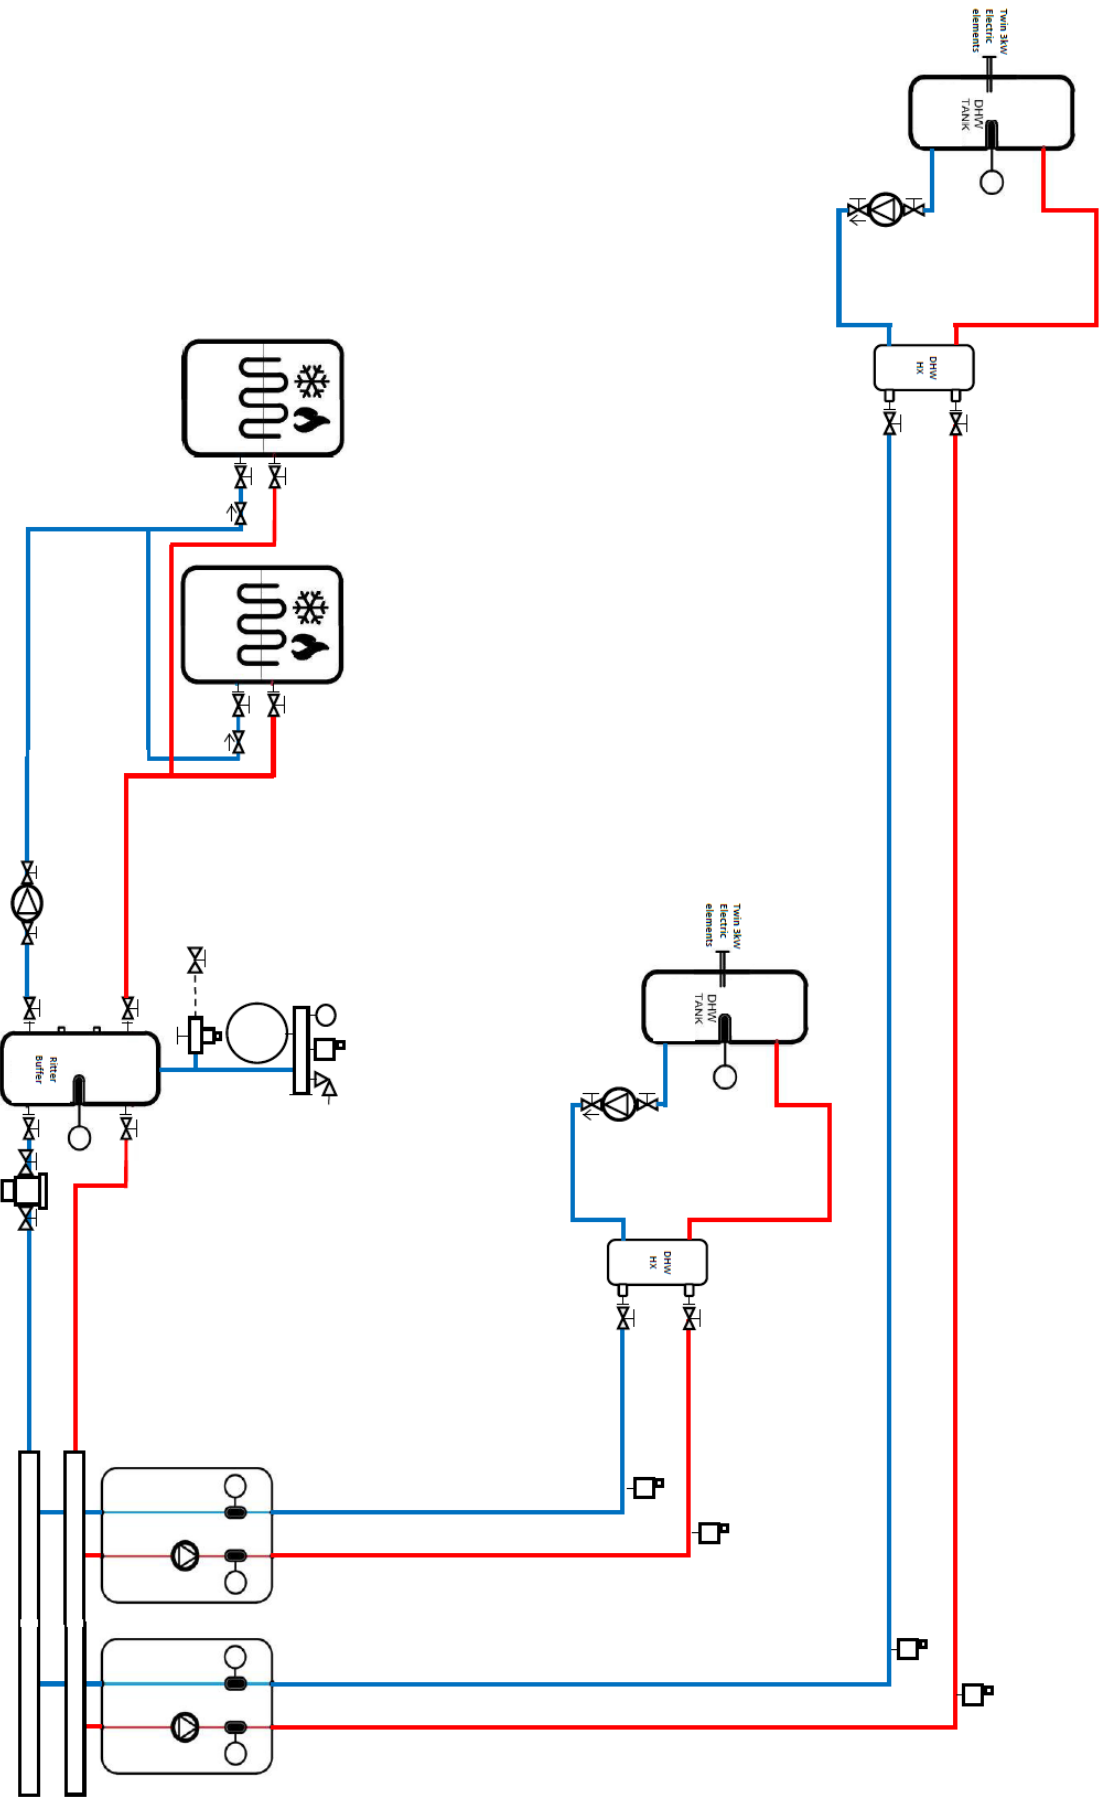 Twin 3kW
Electric
elements
DHW
TANK
DHW
HX
Twin 3kW
Electric
elements
DHW
TANK
Ritter
Buffer
DHW
HX